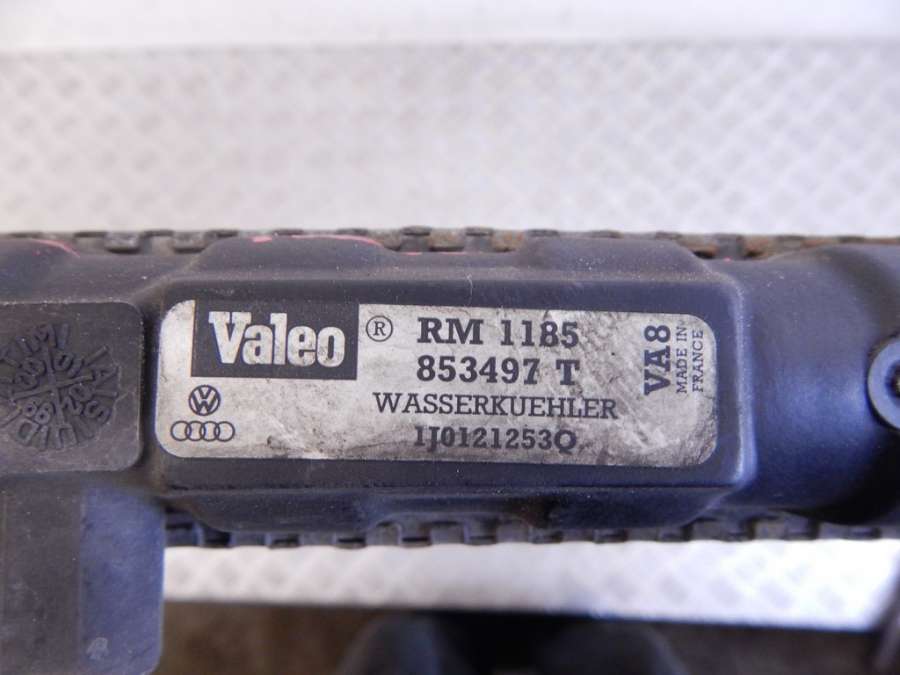 Valeo ® RM 1185
853497 T
WASSERKUEHLER
1J0121253Q
VA8
MADE IN
FRANCE